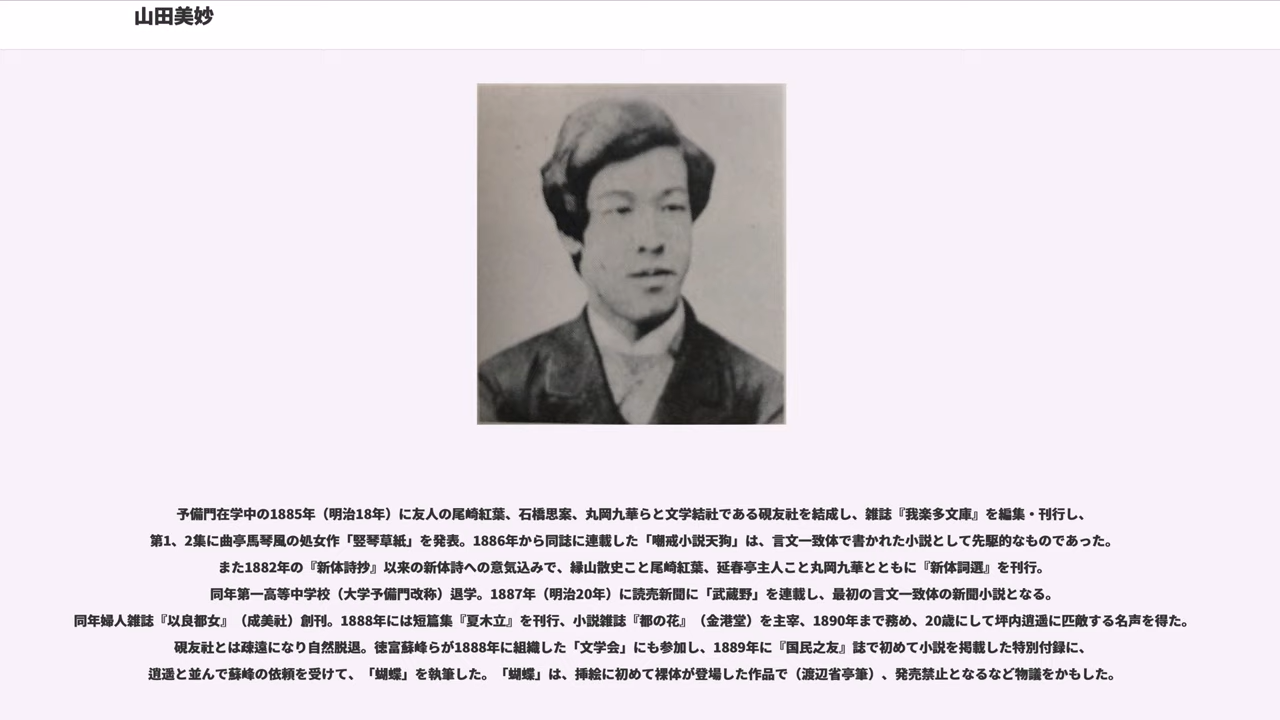 山田美妙
予備門在学中の1885年（明治18年）に友人の尾崎紅葉、石橋思案、丸岡九華らと文学結社である硯友社を結成し、雑誌『我楽多文庫』を編集・刊行し、
第1、2集に曲亭馬琴風の処女作「竪琴草紙」を発表。1886年から同誌に連載した「嘲戒小説天狗」は、言文一致体で書かれた小説として先駆的なものであった。
また1882年の『新体詩抄』以来の新体詩への意気込みで、縁山散史こと尾崎紅葉、延春亭主人こと丸岡九華とともに『新体詞選』を刊行。
同年第一高等中学校（大学予備門改称）退学。1887年（明治20年）に読売新聞に「武蔵野」を連載し、最初の言文一致体の新聞小説となる。
同年婦人雑誌『以良都女』（成美社）創刊。1888年には短篇集『夏木立』を刊行、小説雑誌『都の花』（金港堂）を主宰、1890年まで務め、20歳にして坪内逍遥に匹敵する名声を得た。
硯友社とは疎遠になり自然脱退。徳富蘇峰らが1888年に組織した「文学会」にも参加し、1889年に『国民之友』誌で初めて小説を掲載した特別付録に、
逍遥と並んで蘇峰の依頼を受けて、「蝴蝶」を執筆した。「蝴蝶」は、挿絵に初めて裸体が登場した作品で（渡辺省亭筆）、発売禁止となるなど物議をかもした。